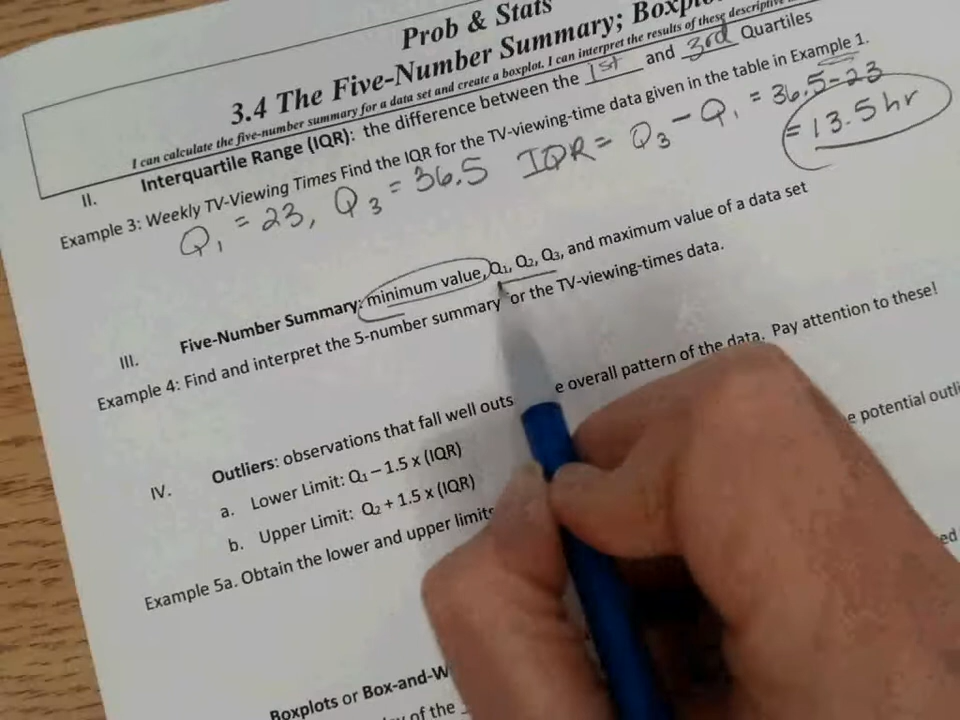 Prob & Stats
3.4 The Five-Number Summary;
I can calculate the five-number summary for a data set and create a boxplot. I can interpret the results of these descriptive
II. Interquartile Range (IQR): the difference between the 1st and 3rd Quartiles
Example 3: Weekly TV-Viewing Times Find the IQR for the TV-viewing-time data given in the table in Example 1.
Q1 = 23, Q3 = 36.5 IQR = Q3 - Q1 = 36.5-23
= 13.5 hr
III. Five-Number Summary: minimum value, Q1, Q2, Q3, and maximum value of a data set
Example 4: Find and interpret the 5-number summary or the TV-viewing-times data.
IV. Outliers: observations that fall well outs e overall pattern of the data. Pay attention to these!
a. Lower Limit: Q1 – 1.5 x (IQR)
e potential outli
b. Upper Limit: Q2 + 1.5 x (IQR)
Example 5a. Obtain the lower and upper limits
Boxplots or Box-and-W
of the